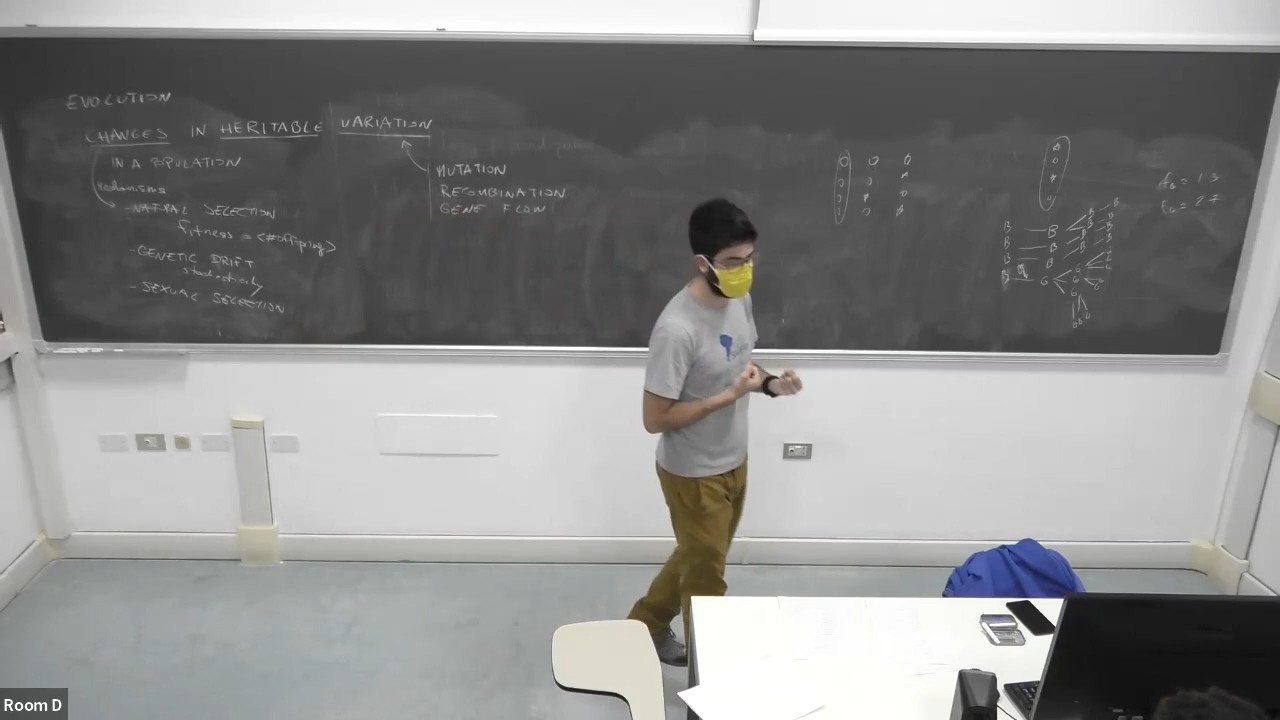 EVOLUTION
CHANGES IN HERITABLE VARIATION
IN A POPULATION
Mechanisms
- NATURAL SELECTION
fitness = <#offspring>
- GENETIC DRIFT
stochasticity
- SEXUAL SELECTION
MUTATION
RECOMBINATION
GENE FLOW
B B B B
B B B
B B B
G G
Room D